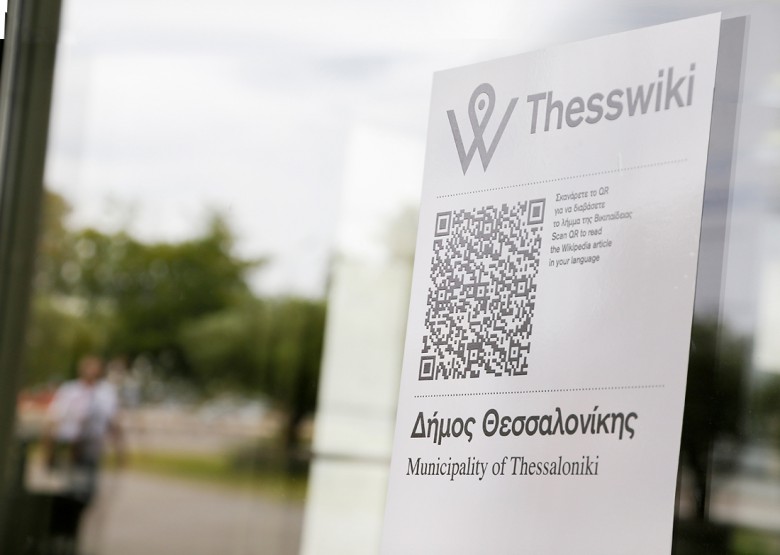 Thesswiki
Σκανάρετε το QR
για να διαβάσετε
το λήμμα της Βικιπαίδειας
Scan QR to read
the Wikipedia article
in your language
Δήμος Θεσσαλονίκης
Municipality of Thessaloniki